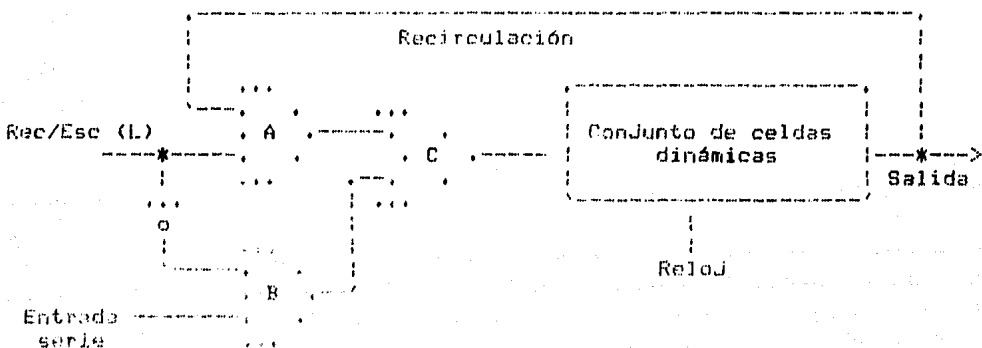 Recirculación
Rec/Esc (L)
A
C
Conjunto de celdas
dinámicas
Salida
Reloj
B
Entrada
serie